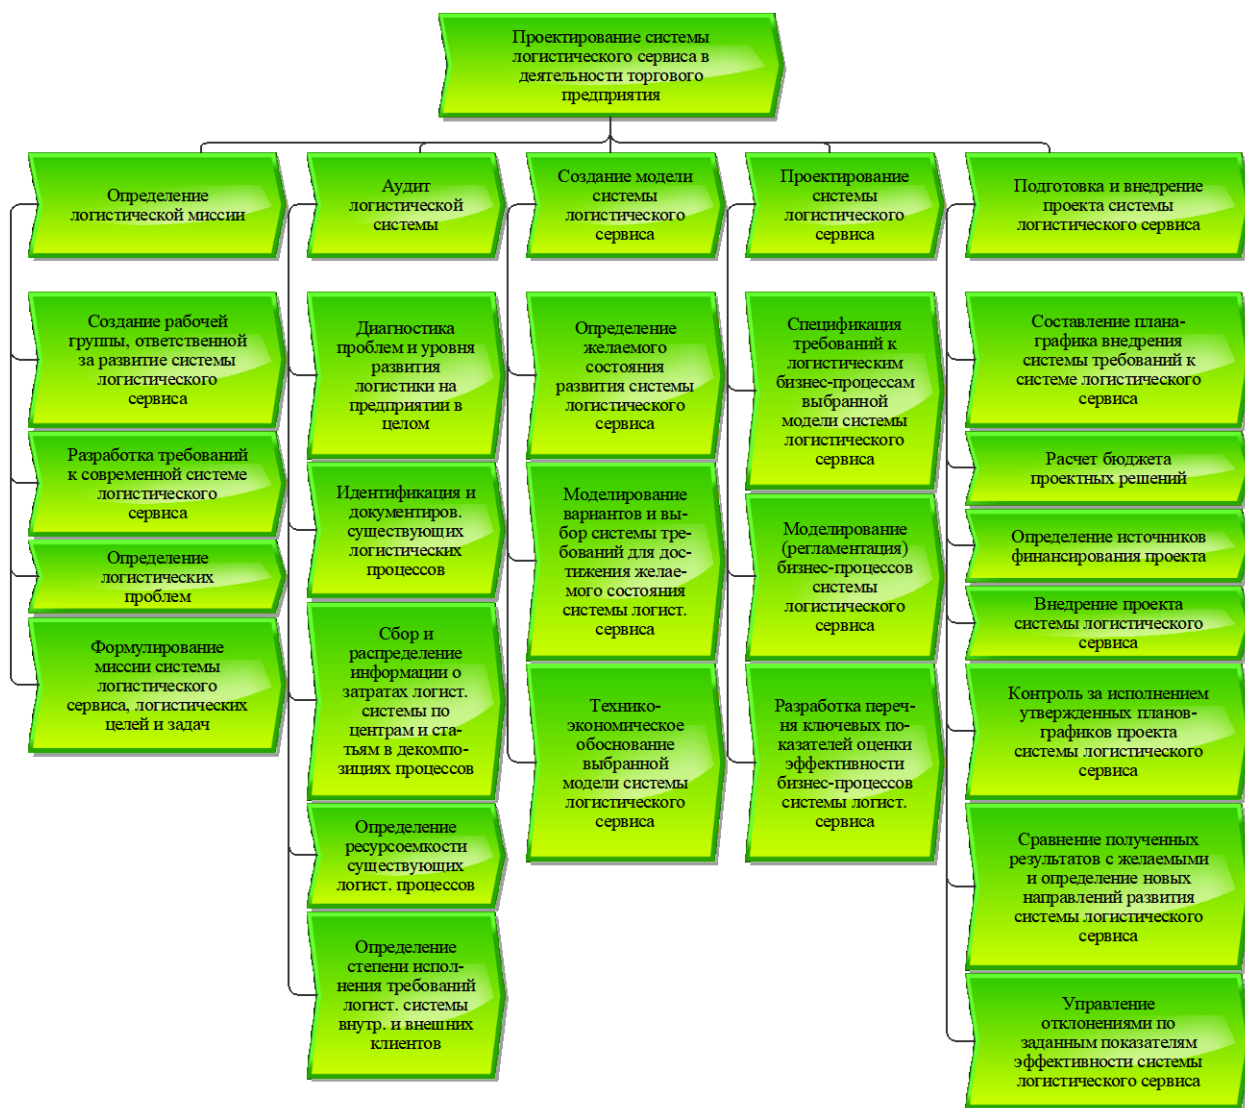 Проектирование системы
логистического сервиса в
деятельности торгового
предприятия
Определение
логистической миссии
Аудит
логистической
системы
Создание модели
системы
логистического
сервиса
Проектирование
системы
логистического
сервиса
Подготовка и внедрение
проекта системы
логистического сервиса
Создание рабочей
группы, ответственной
за развитие системы
логистического
сервиса
Разработка требований
к современной системе
логистического
сервиса
Определение
логистических
проблем
Формулирование
миссии системы
логистического
сервиса, логистических
целей и задач
Диагностика
проблем и уровня
развития
логистики на
предприятии в
целом
Идентификация и
документиров.
существующих
логистических
процессов
Сбор и
распределение
информации о
затратах логист.
системы по
центрам и ста-
тьям в декомпо-
зициях процессов
Определение
ресурсоемкости
существующих
логист. процессов
Определение
степени испол-
нения требований
логист. системы
внутр. и внешних
клиентов
Определение
желаемого
состояния
развития системы
логистического
сервиса
Моделирование
вариантов и вы-
бор системы тре-
бований для дос-
тижения желае-
мого состояния
системы логист.
сервиса
Технико-
экономическое
обоснование
выбранной
модели системы
логистического
сервиса
Спецификация
требований к
логистическим
бизнес-процессам
выбранной
модели системы
логистического
сервиса
Моделирование
(регламентация)
бизнес-процессов
системы
логистического
сервиса
Разработка переч-
ня ключевых по-
казателей оценки
эффективности
бизнес-процессов
системы логист.
сервиса
Составление плана-
графика внедрения
системы требований к
системе логистического
сервиса
Расчет бюджета
проектных решений
Определение источников
финансирования проекта
Внедрение проекта
системы логистического
сервиса
Контроль за исполнением
утвержденных планов-
графиков проекта
системы логистического
сервиса
Сравнение полученных
результатов с желаемыми
и определение новых
направлений развития
системы логистического
сервиса
Управление
отклонениями по
заданным показателям
эффективности системы
логистического сервиса